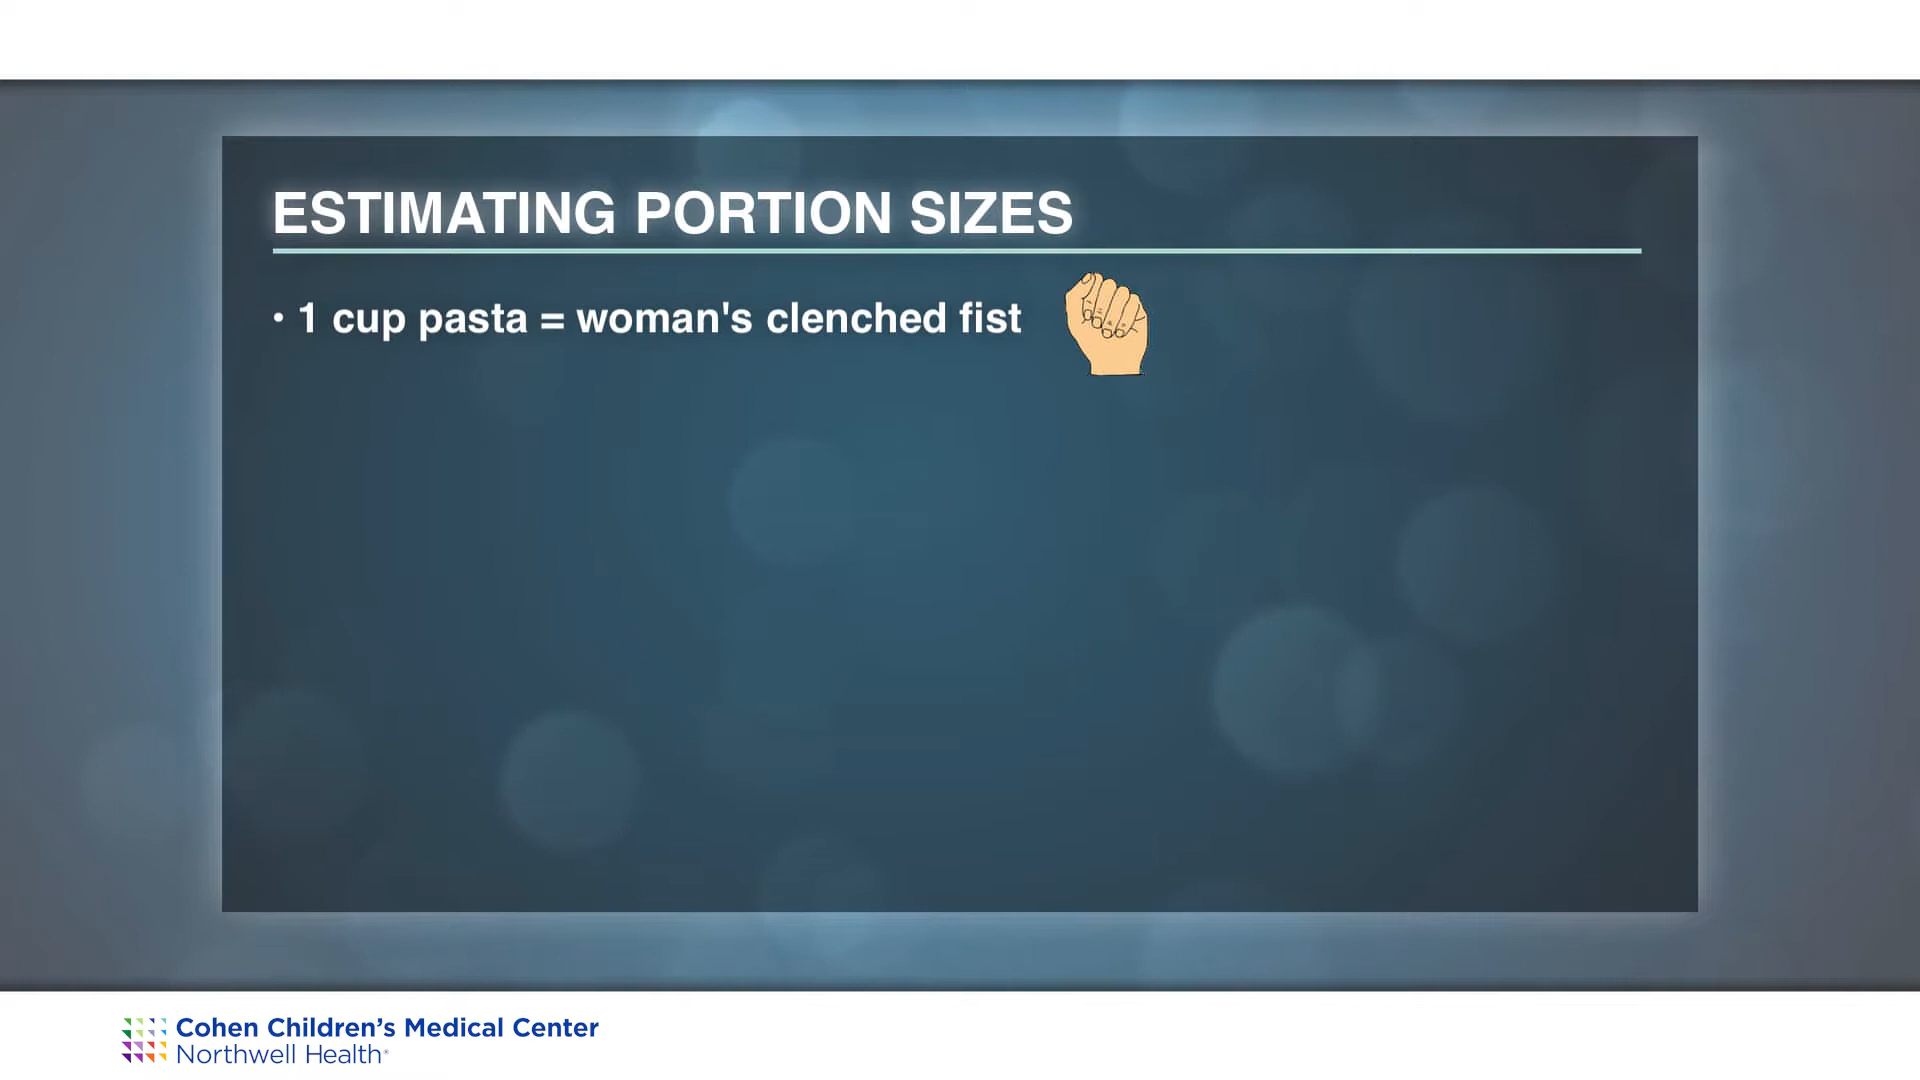 ESTIMATING PORTION SIZES
• 1 cup pasta = woman's clenched fist
Cohen Children's Medical Center
Northwell Health